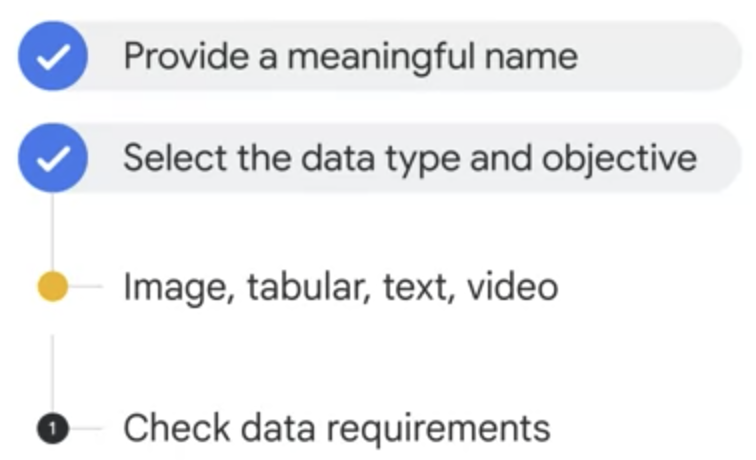 Provide a meaningful name
Select the data type and objective
Image, tabular, text, video
1 Check data requirements